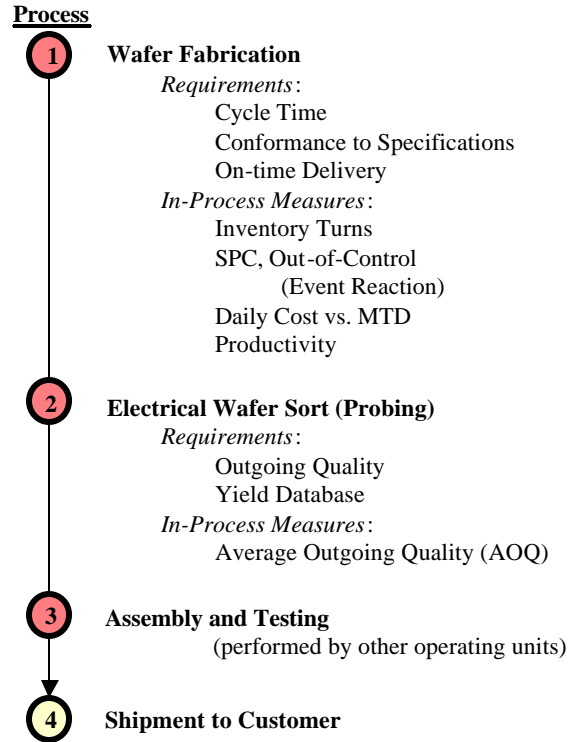 Process
1 Wafer Fabrication
Requirements:
Cycle Time
Conformance to Specifications
On-time Delivery
In-Process Measures:
Inventory Turns
SPC, Out-of-Control
(Event Reaction)
Daily Cost vs. MTD
Productivity
2 Electrical Wafer Sort (Probing)
Requirements:
Outgoing Quality
Yield Database
In-Process Measures:
Average Outgoing Quality (AOQ)
3 Assembly and Testing
(performed by other operating units)
4 Shipment to Customer